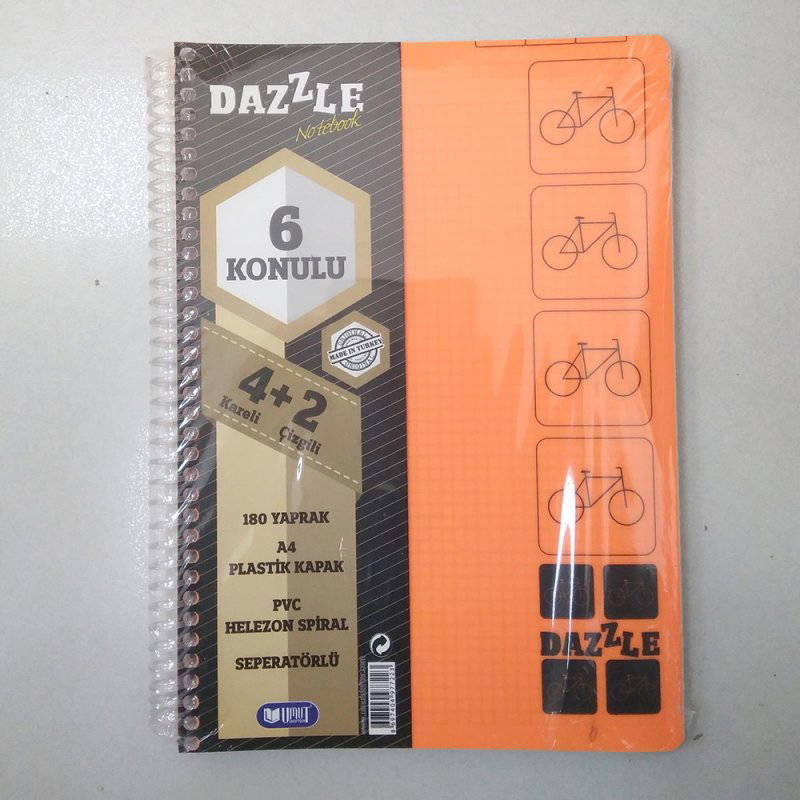 DAZZLE
Notebook
6
KONULU
MADE IN TURKEY
4+2
Kareli Çizgili
180 YAPRAK
A4
PLASTİK KAPAK
PVC
HELEZON SPİRAL
SEPERATÖRLÜ
UMUT
DAZZLE